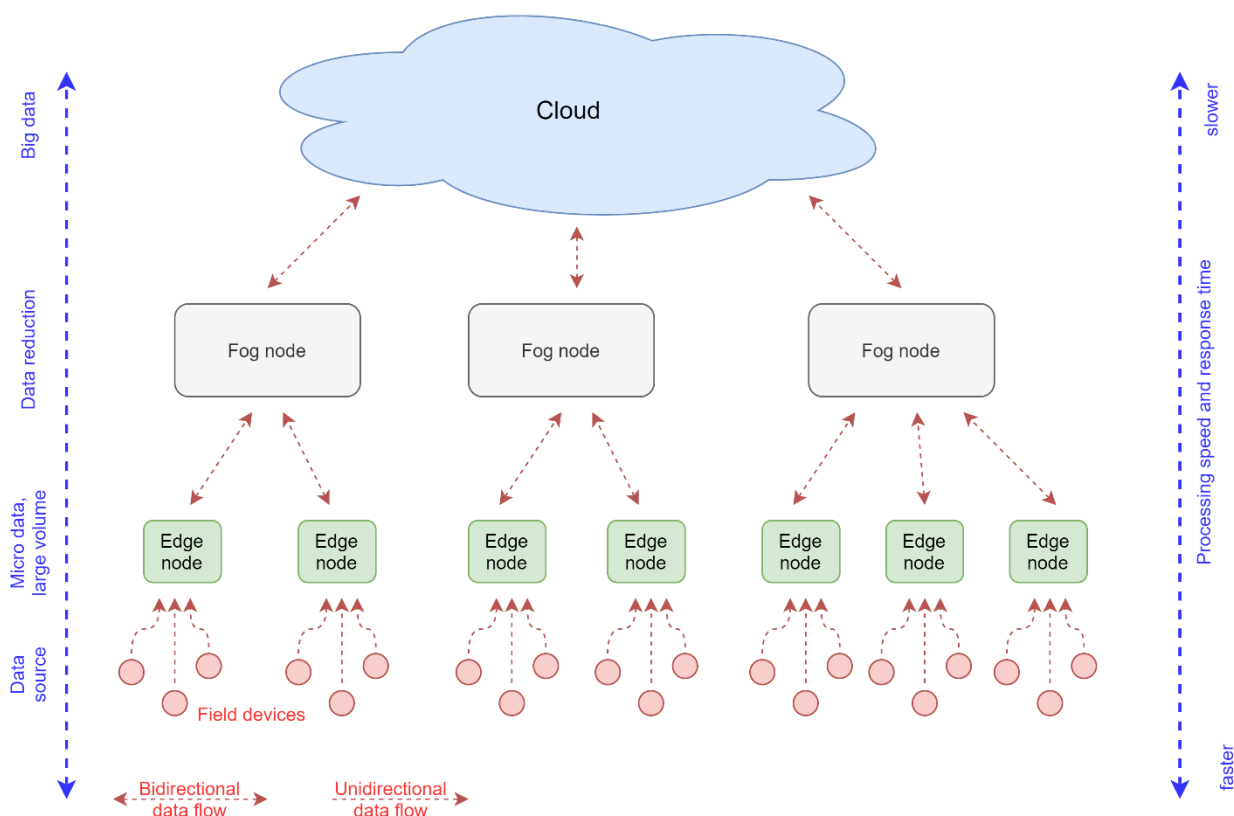 Cloud
Big data
slower
Fog node
Fog node
Fog node
Data reduction
Processing speed and response time
Edge
node
Edge
node
Edge
node
Edge
node
Edge
node
Edge
node
Edge
node
Micro data,
large volume
Data
source
Field devices
faster
Bidirectional
data flow
Unidirectional
data flow